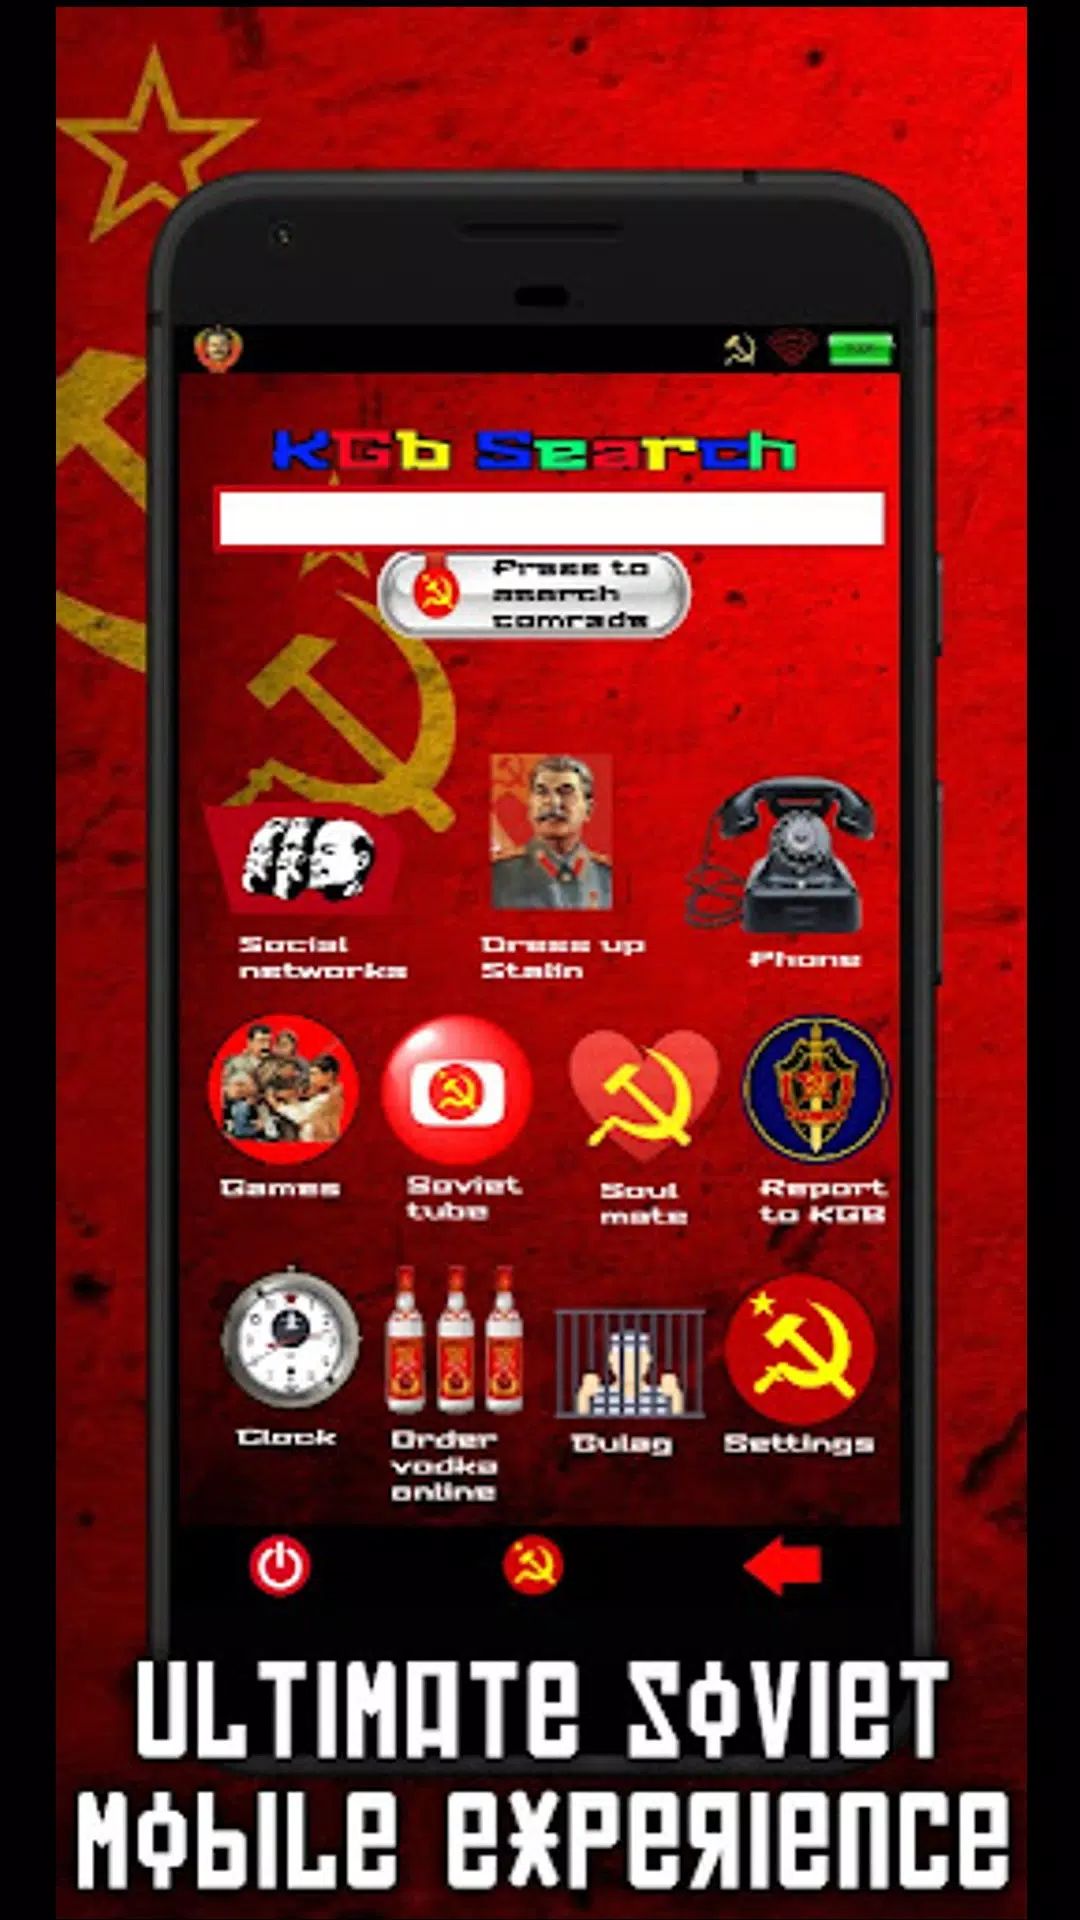 KGb Search
Press to
search
comrade
Social
networks
Dress up
Stalin
Phone
Games
Soviet
tube
Soul
mate
Report
to KGB
Clock
Order
vodka
online
Gulag
Settings
ULTIMATE SOVIET
MOBILE EXPERIENCE